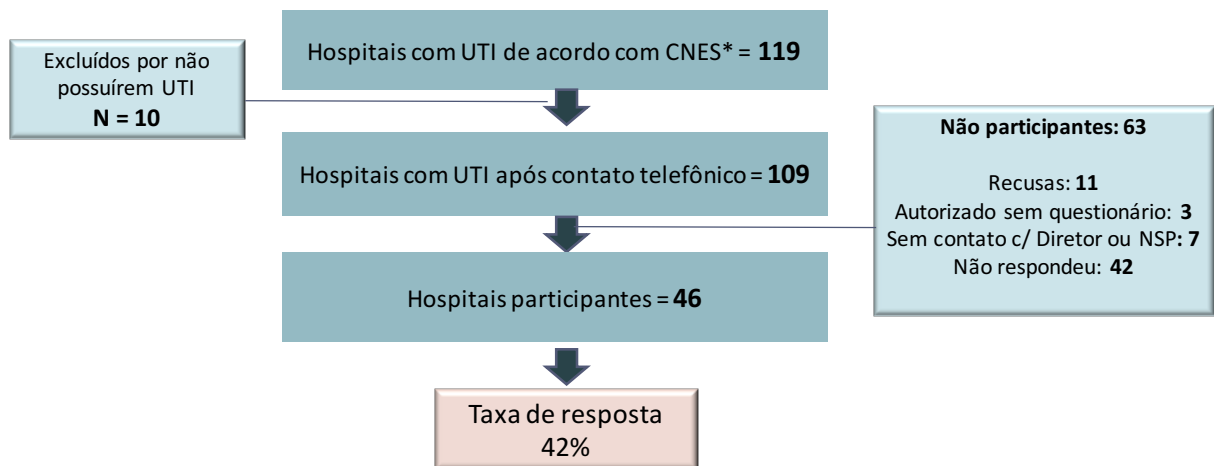 Hospitais com UTI de acordo com CNES* = 119
Excluídos por não
possuírem UTI
N = 10
Hospitais com UTI após contato telefônico = 109
Não participantes: 63
Recusas: 11
Autorizado sem questionário: 3
Sem contato c/ Diretor ou NSP: 7
Não respondeu: 42
Hospitais participantes = 46
Taxa de resposta
42%